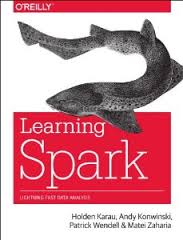 O'REILLY®
Learning
Spark
LIGHTNING-FAST DATA ANALYSIS
Holden Karau, Andy Konwinski,
Patrick Wendell & Matei Zaharia